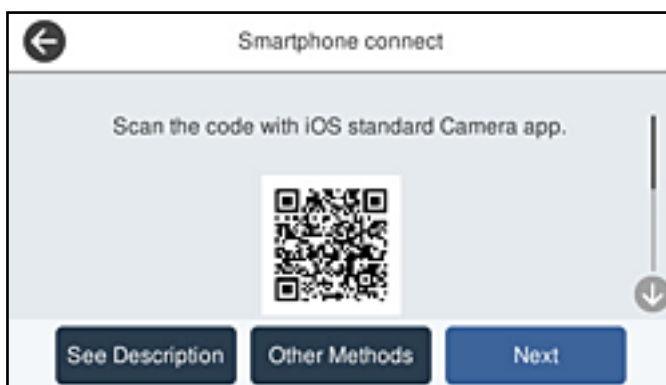 Smartphone connect
Scan the code with iOS standard Camera app.
See Description
Other Methods
Next